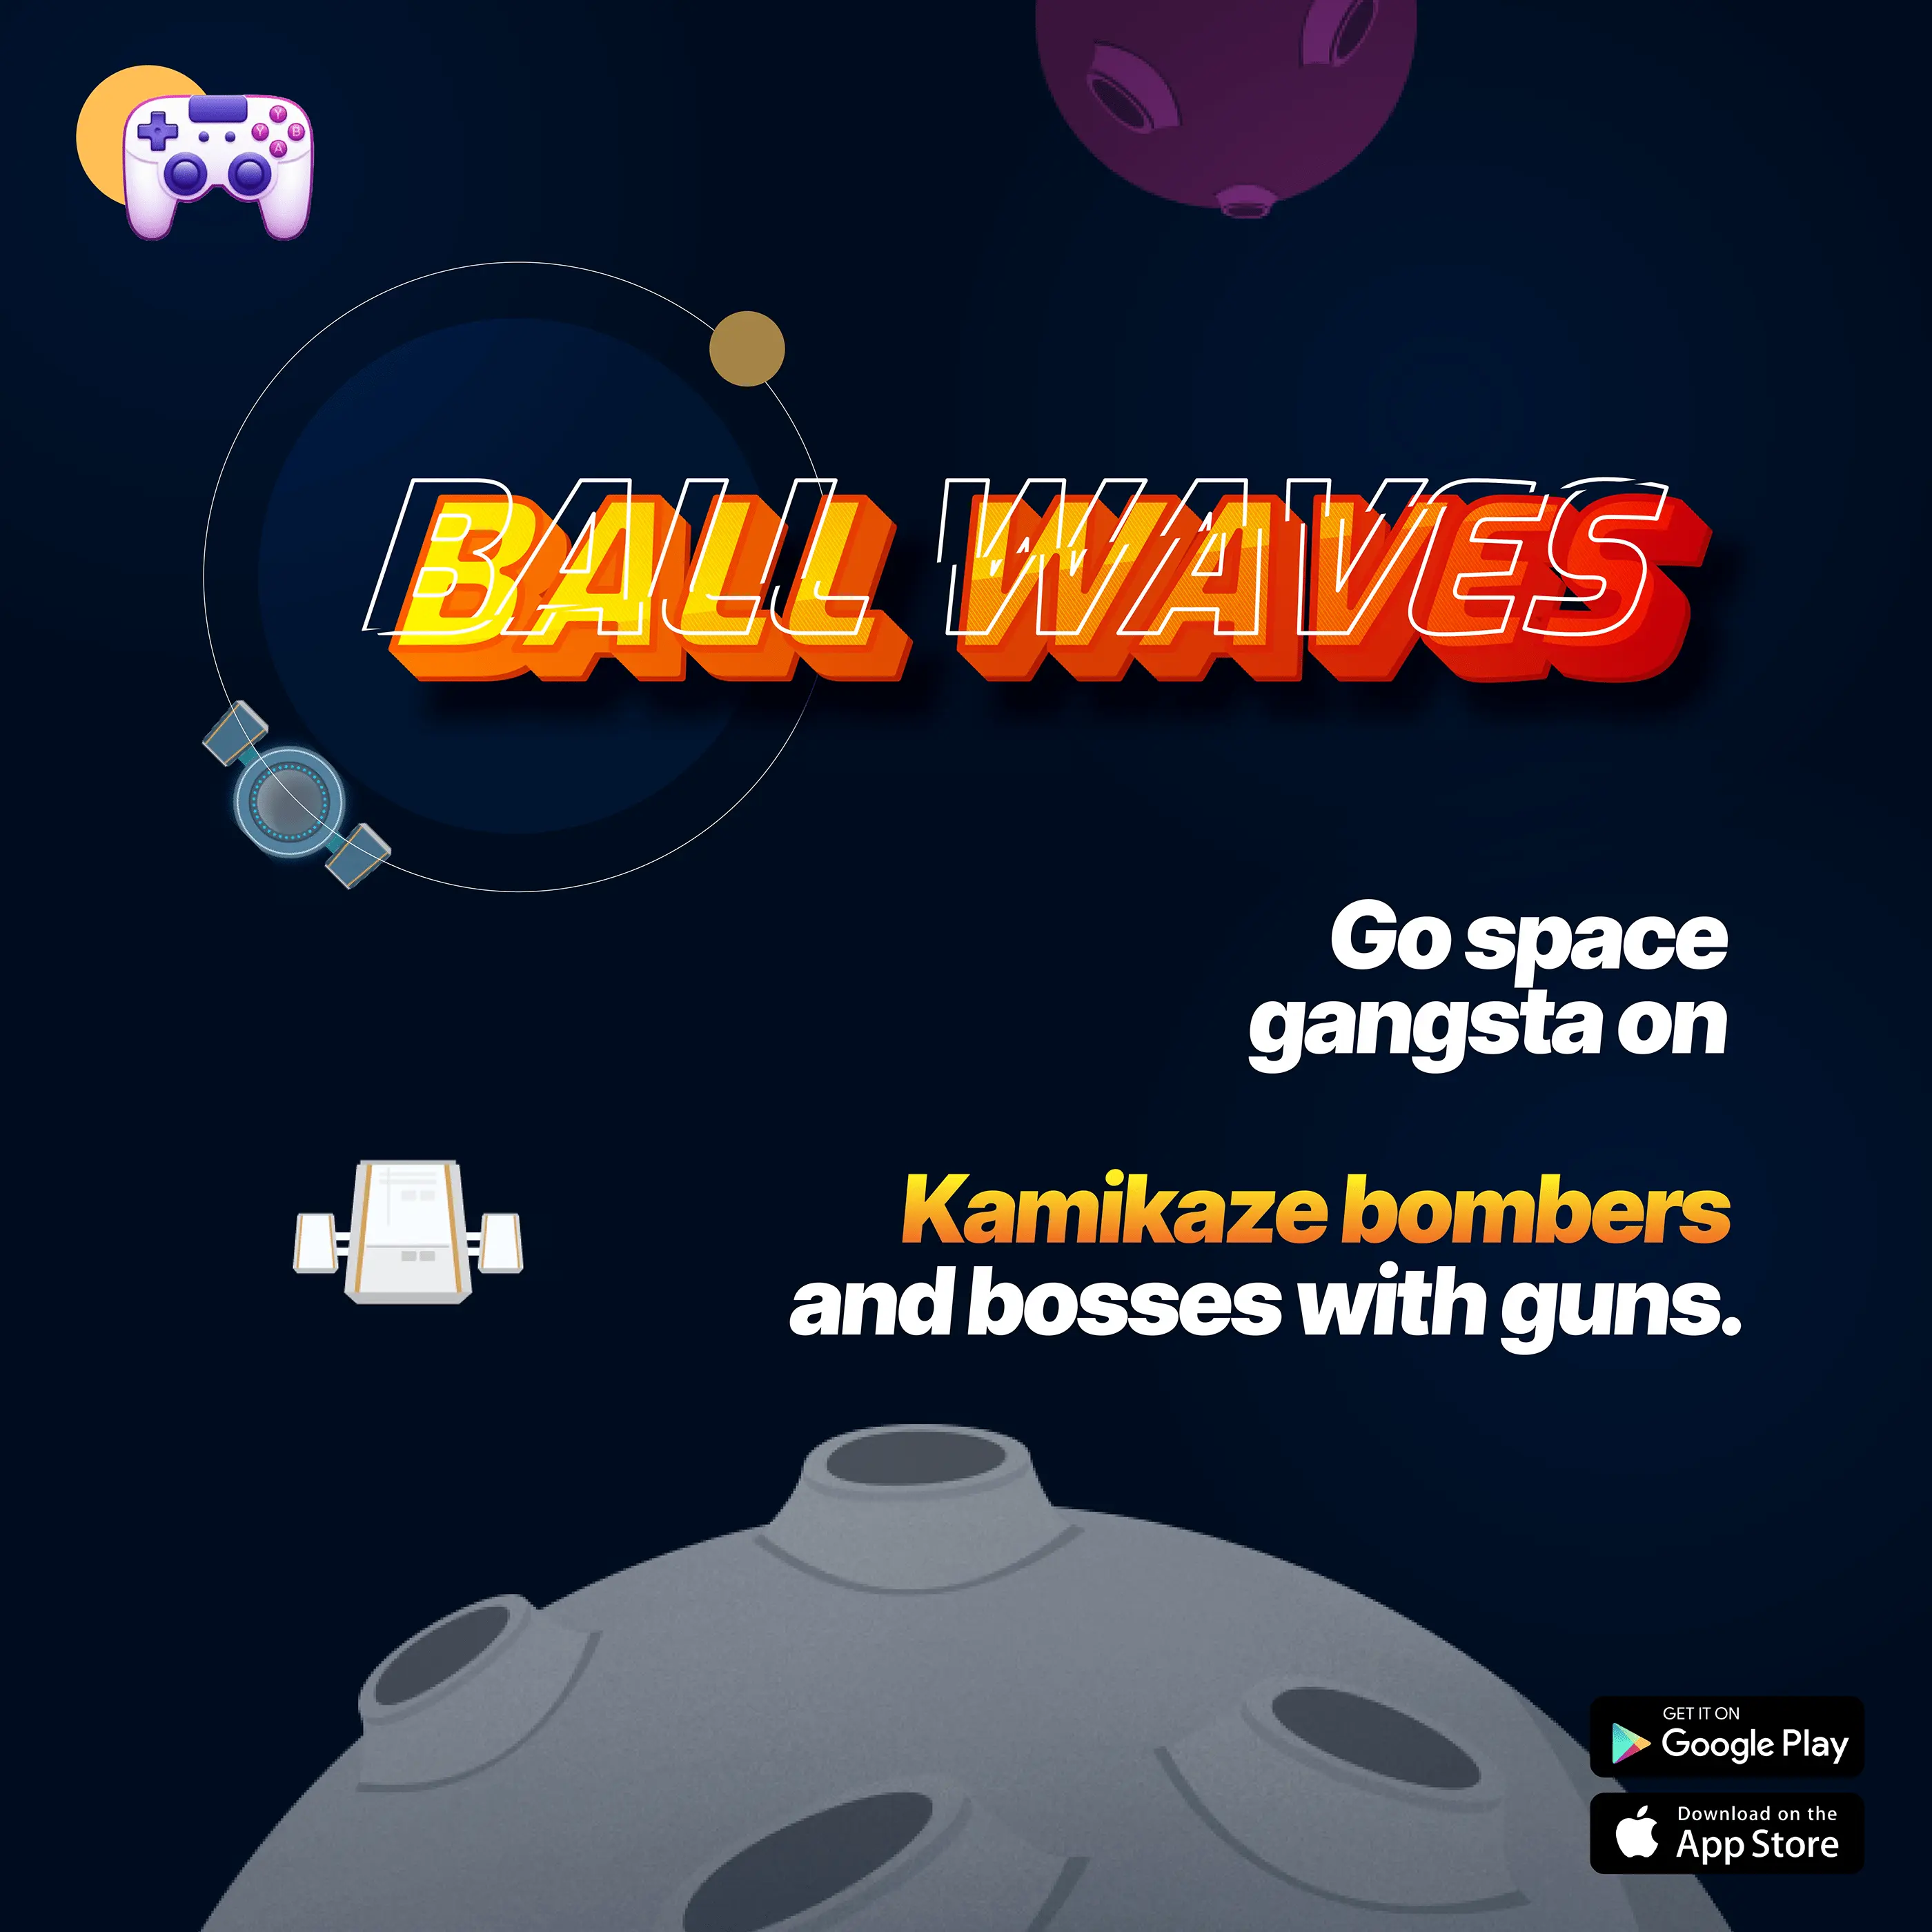 Y
Y B
A
BALL WAVES
Go space
gangsta on
Kamikaze bombers
and bosses with guns.
GET IT ON
Google Play
Download on the
App Store